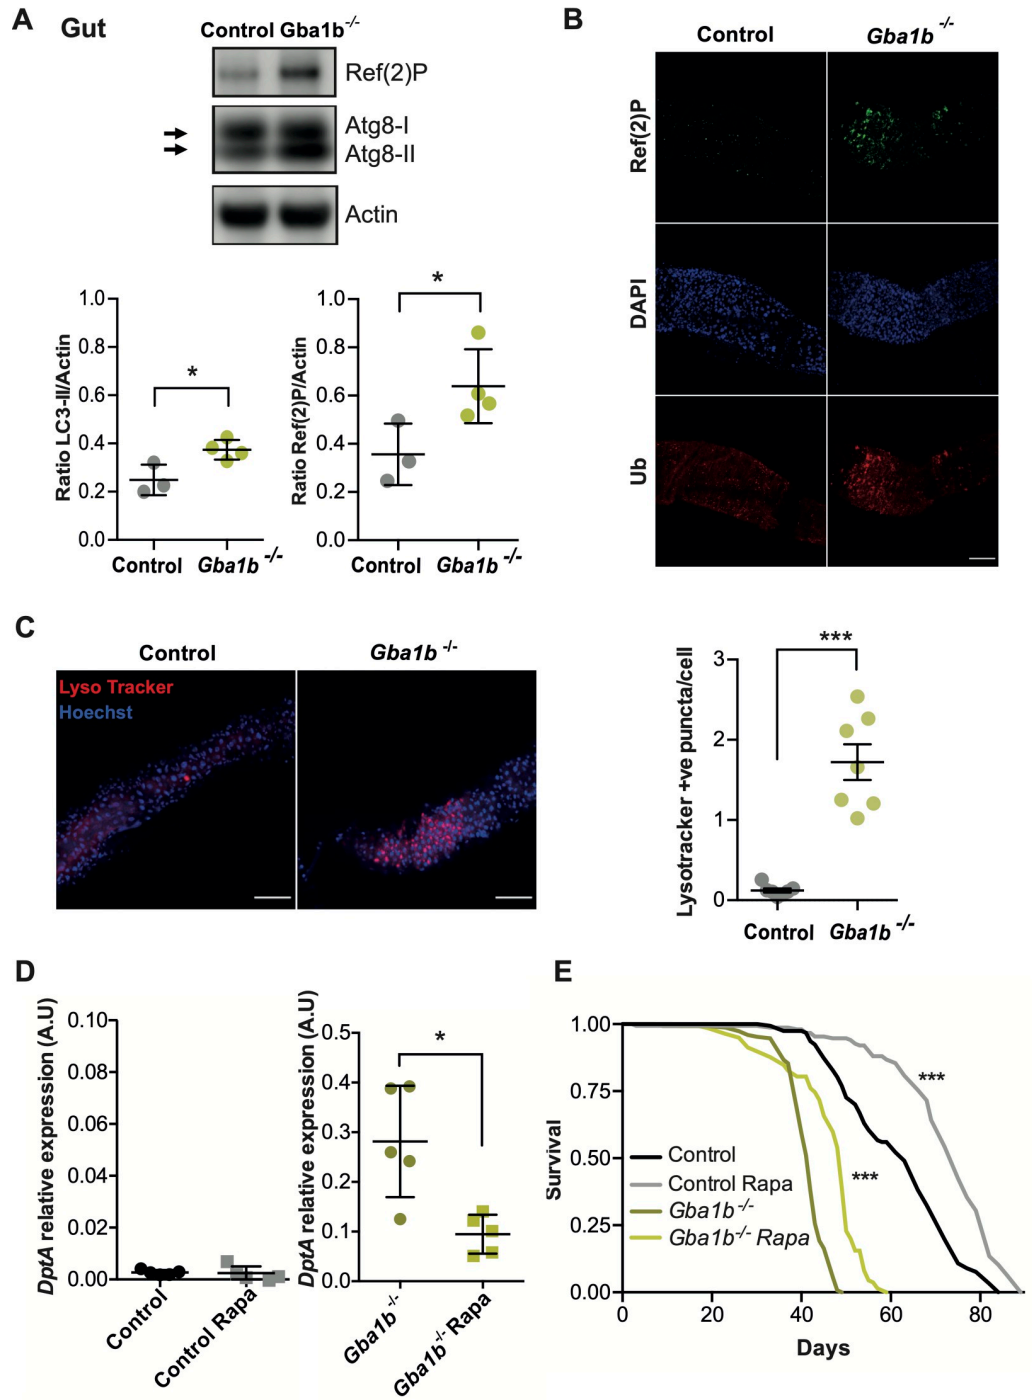 A
Gut
Control Gba1b-/-
Ref(2)P
Atg8-I
Atg8-II
Actin
Ratio LC3-II/Actin
1.0
0.8
0.6
0.4
0.2
0.0
*
Control Gba1b -/-
Ratio Ref(2)P/Actin
1.0
0.8
0.6
0.4
0.2
0.0
*
Control Gba1b -/-
B
Control Gba1b -/-
Ref(2)P
DAPI
Ub
C
Control Gba1b -/-
Lyso Tracker
Hoechst
Lysotracker +ve puncta/cell
3
2
1
0
***
Control Gba1b -/-
D
DptA relative expression (A.U)
0.10
0.08
0.06
0.04
0.02
0.00
Control
Control Rapa
DptA relative expression (A.U)
0.5
0.4
0.3
0.2
0.1
0.0
*
Gba1b-/-
Gba1b-/- Rapa
E
Survival
1.00
0.75
0.50
0.25
0.00
***
***
Control
Control Rapa
Gba1b-/-
Gba1b-/- Rapa
0 20 40 60 80
Days